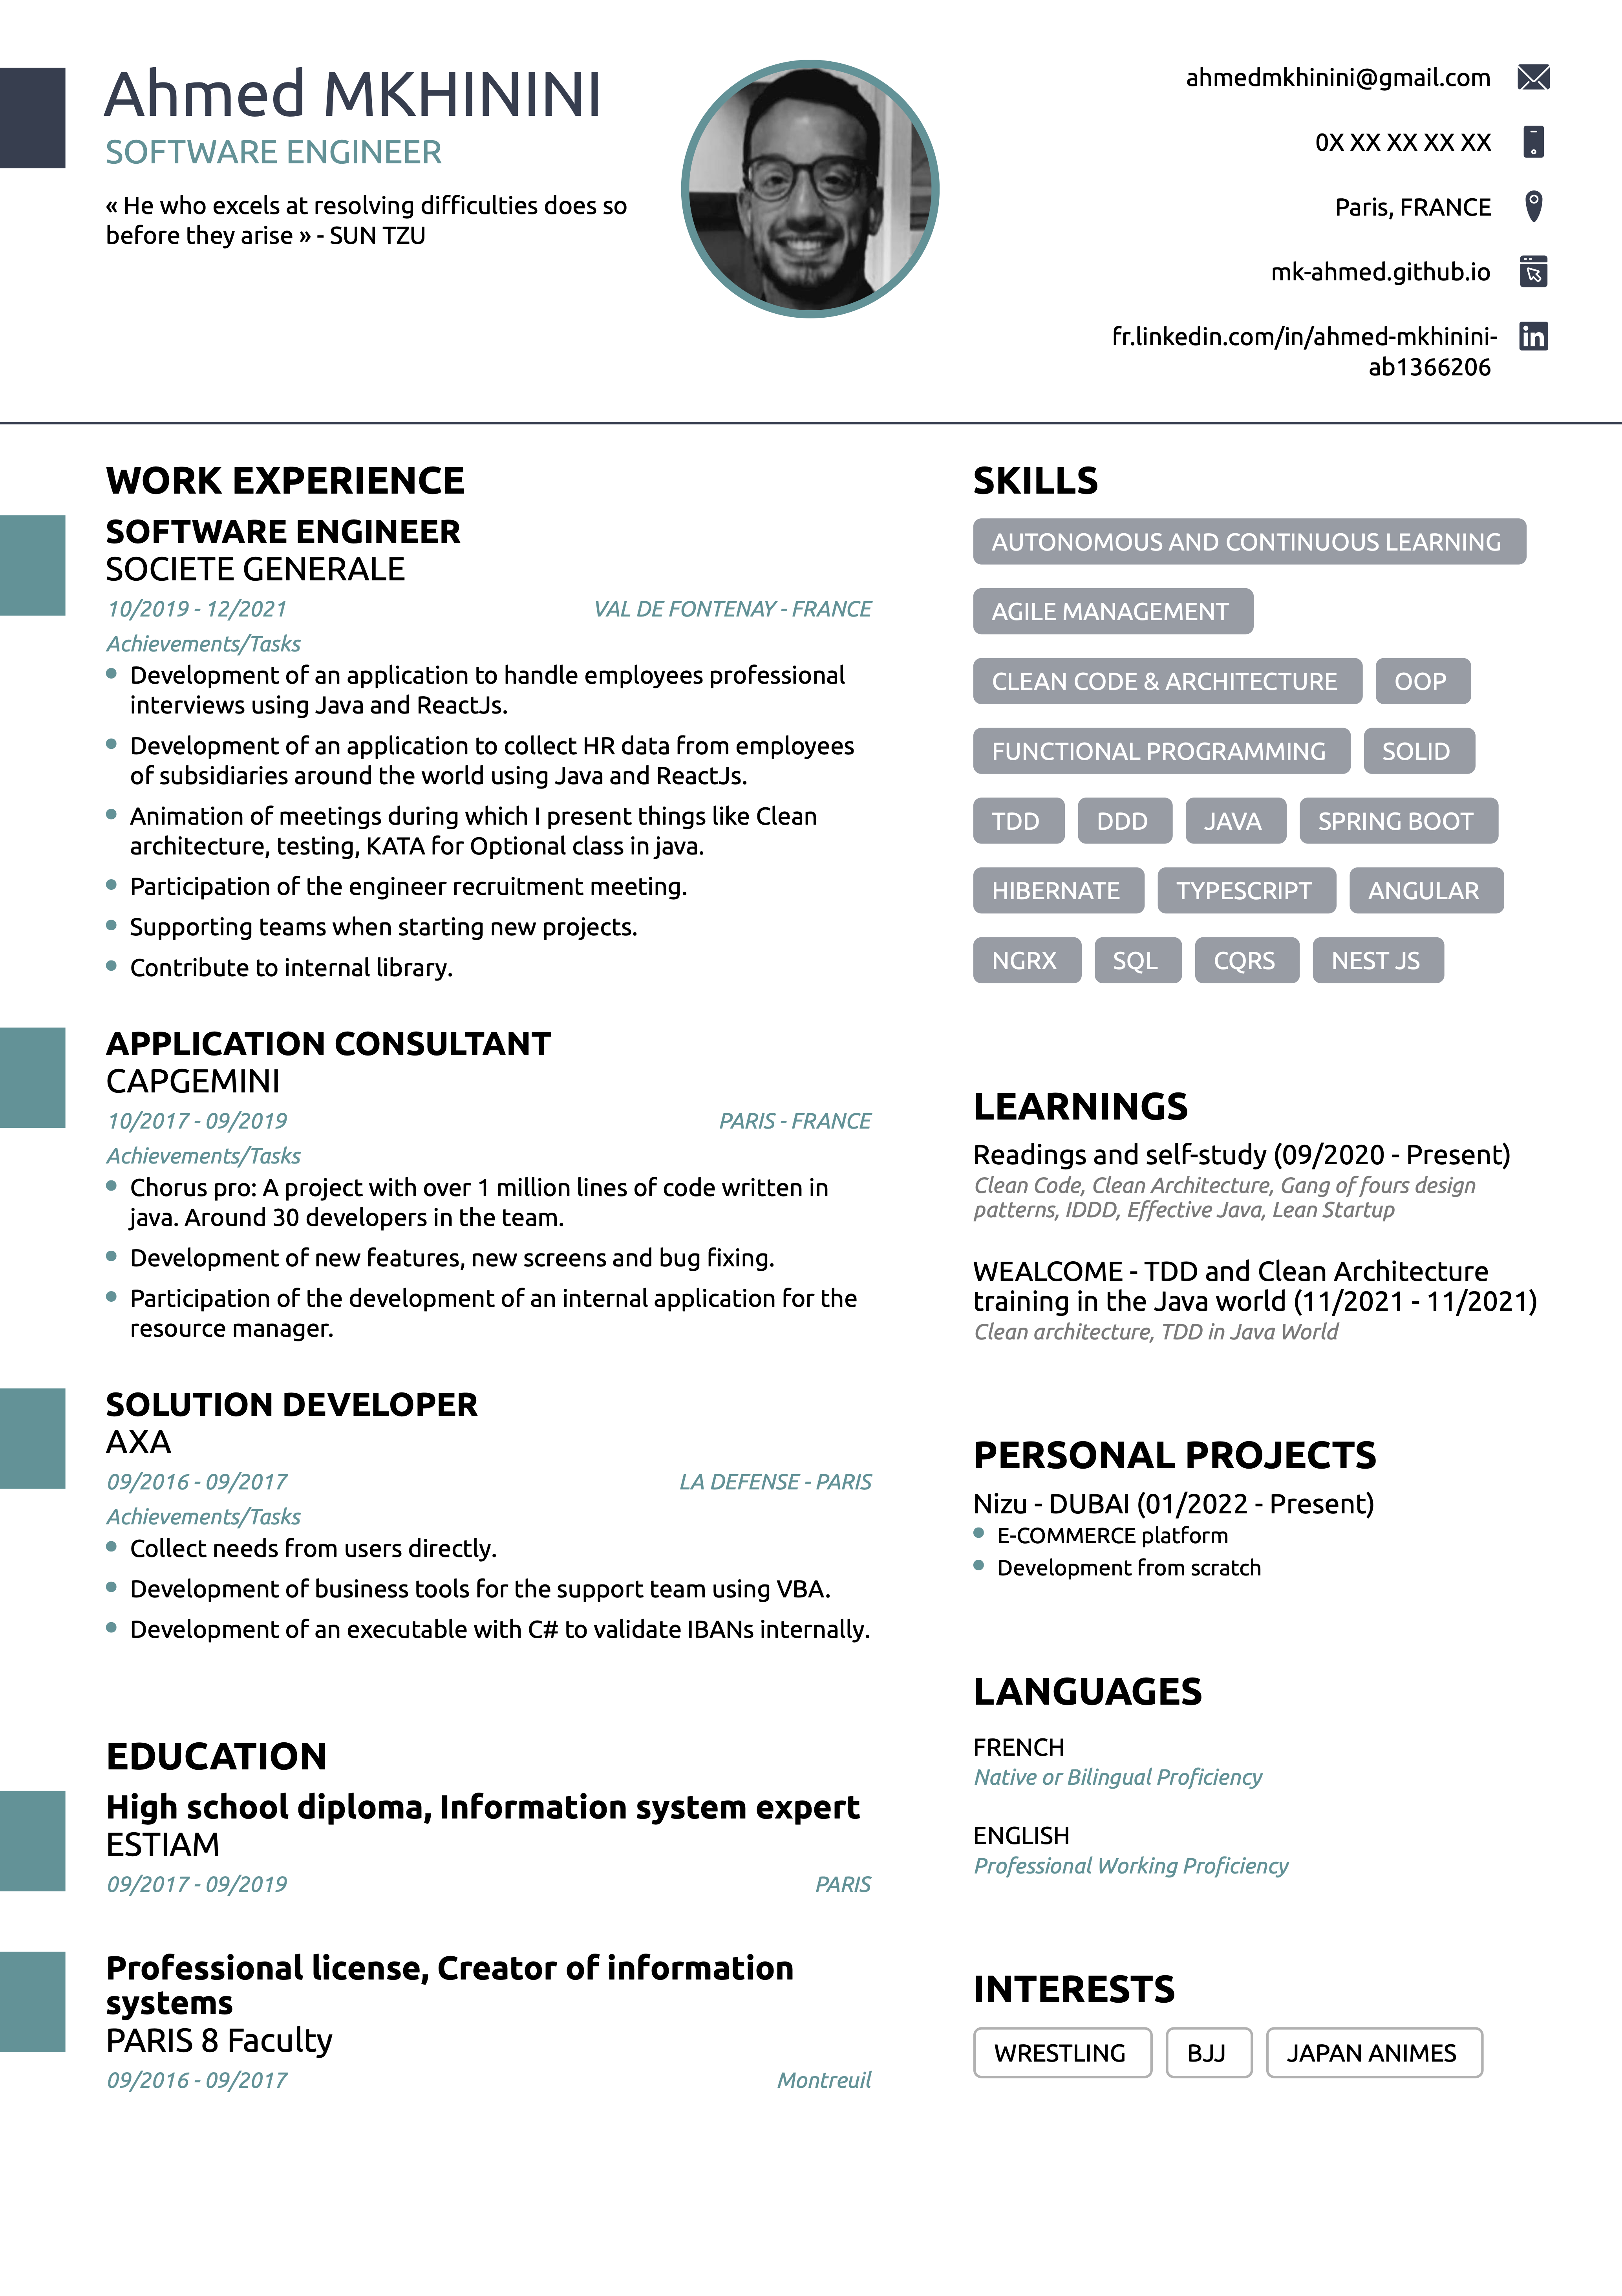 Ahmed MKHININI
SOFTWARE ENGINEER
« He who excels at resolving difficulties does so
before they arise » - SUN TZU
ahmedmkhinini@gmail.com
0X XX XX XX XX
Paris, FRANCE
mk-ahmed.github.io
fr.linkedin.com/in/ahmed-mkhinini-
ab1366206
WORK EXPERIENCE
SOFTWARE ENGINEER
SOCIETE GENERALE
10/2019 - 12/2021 VAL DE FONTENAY - FRANCE
Achievements/Tasks
Development of an application to handle employees professional
interviews using Java and ReactJs.
Development of an application to collect HR data from employees
of subsidiaries around the world using Java and ReactJs.
Animation of meetings during which I present things like Clean
architecture, testing, KATA for Optional class in java.
Participation of the engineer recruitment meeting.
Supporting teams when starting new projects.
Contribute to internal library.
APPLICATION CONSULTANT
CAPGEMINI
10/2017 - 09/2019 PARIS - FRANCE
Achievements/Tasks
Chorus pro: A project with over 1 million lines of code written in
java. Around 30 developers in the team.
Development of new features, new screens and bug fixing.
Participation of the development of an internal application for the
resource manager.
SOLUTION DEVELOPER
AXA
09/2016 - 09/2017 LA DEFENSE - PARIS
Achievements/Tasks
Collect needs from users directly.
Development of business tools for the support team using VBA.
Development of an executable with C# to validate IBANs internally.
EDUCATION
High school diploma, Information system expert
ESTIAM
09/2017 - 09/2019 PARIS
Professional license, Creator of information
systems
PARIS 8 Faculty
09/2016 - 09/2017 Montreuil
SKILLS
AUTONOMOUS AND CONTINUOUS LEARNING
AGILE MANAGEMENT
CLEAN CODE & ARCHITECTURE OOP
FUNCTIONAL PROGRAMMING SOLID
TDD DDD JAVA SPRING BOOT
HIBERNATE TYPESCRIPT ANGULAR
NGRX SQL CQRS NEST JS
LEARNINGS
Readings and self-study (09/2020 - Present)
Clean Code, Clean Architecture, Gang of fours design
patterns, IDDD, Effective Java, Lean Startup
WEALCOME - TDD and Clean Architecture
training in the Java world (11/2021 - 11/2021)
Clean architecture, TDD in Java World
PERSONAL PROJECTS
Nizu - DUBAI (01/2022 - Present)
E-COMMERCE platform
Development from scratch
LANGUAGES
FRENCH
Native or Bilingual Proficiency
ENGLISH
Professional Working Proficiency
INTERESTS
WRESTLING BJJ JAPAN ANIMES